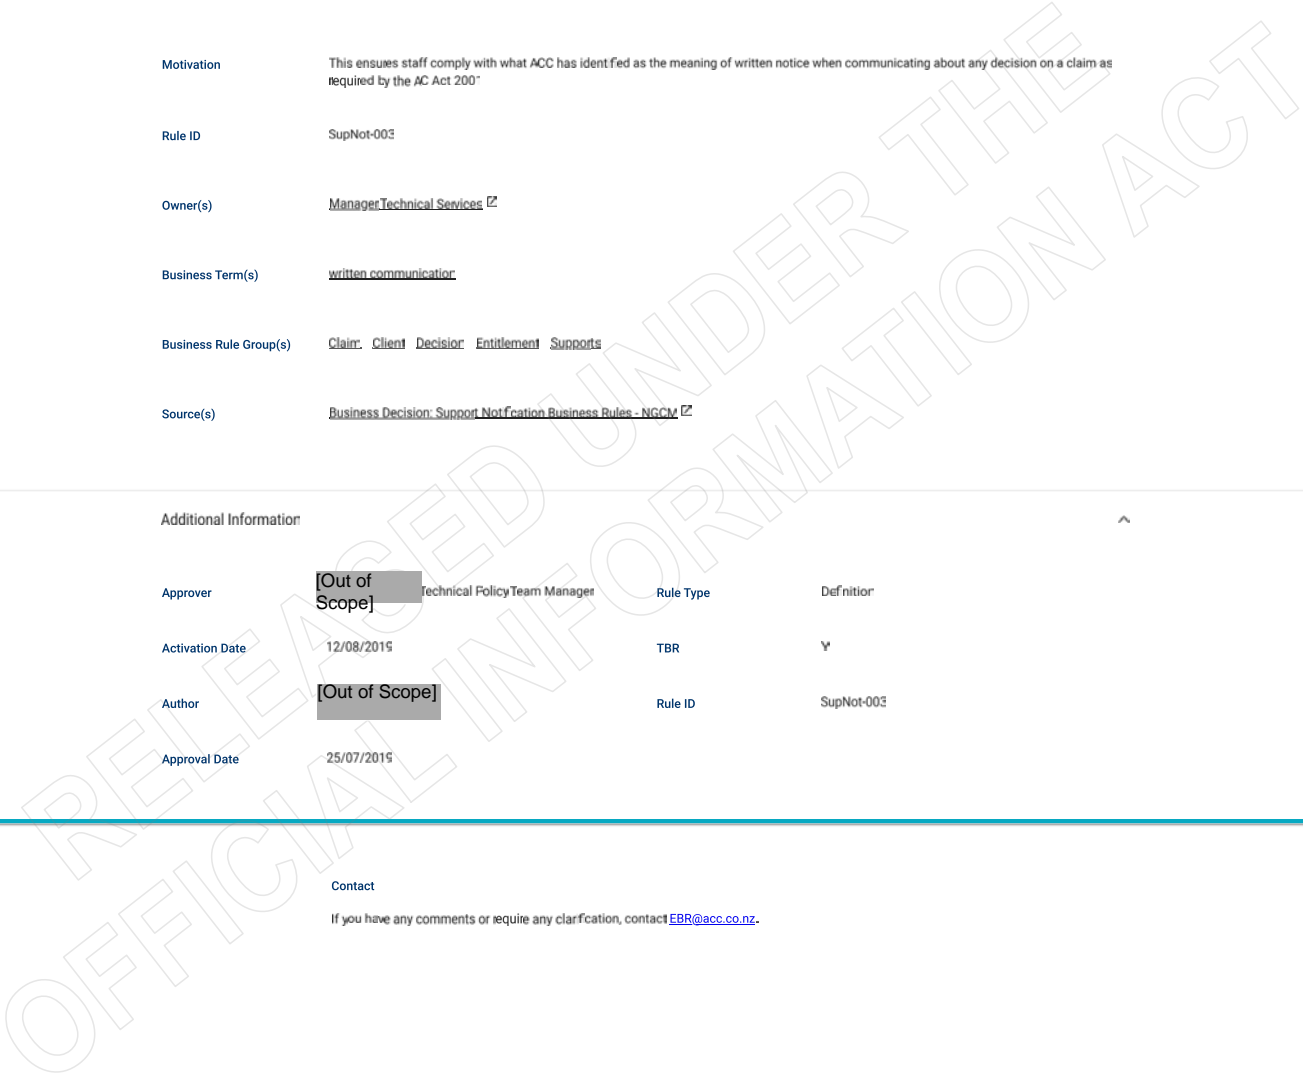 Motivation This ensures staff comply with what ACC has identified as the meaning of written notice when communicating about any decision on a claim as
required by the AC Act 2001
Rule ID SupNot-003
Owner(s) Manager Technical Services
Business Term(s) written communication
Business Rule Group(s) Claim Client Decision Entitlement Supports
Source(s) Business Decision: Support Notification Business Rules - NGCM
Additional Information
Approver [Out of Scope] Technical Policy Team Manager Rule Type Definition
Activation Date 12/08/2019 TBR Y
Author [Out of Scope] Rule ID SupNot-003
Approval Date 25/07/2019
Contact
If you have any comments or require any clarification, contact EBR@acc.co.nz.
RELEASED UNDER THE
OFFICIAL INFORMATION ACT